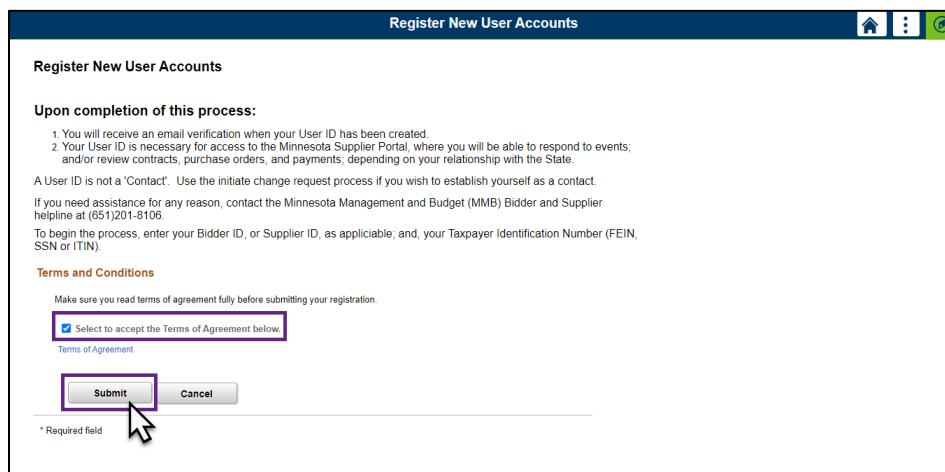 Register New User Accounts
Register New User Accounts
Upon completion of this process:
1. You will receive an email verification when your User ID has been created.
2. Your User ID is necessary for access to the Minnesota Supplier Portal, where you will be able to respond to events;
and/or review contracts, purchase orders, and payments; depending on your relationship with the State.
A User ID is not a 'Contact'. Use the initiate change request process if you wish to establish yourself as a contact.
If you need assistance for any reason, contact the Minnesota Management and Budget (MMB) Bidder and Supplier
helpline at (651)201-8106.
To begin the process, enter your Bidder ID, or Supplier ID, as appliciable; and, your Taxpayer Identification Number (FEIN,
SSN or ITIN).
Terms and Conditions
Make sure you read terms of agreement fully before submitting your registration.
Select to accept the Terms of Agreement below.
Terms of Agreement
Submit Cancel
* Required field